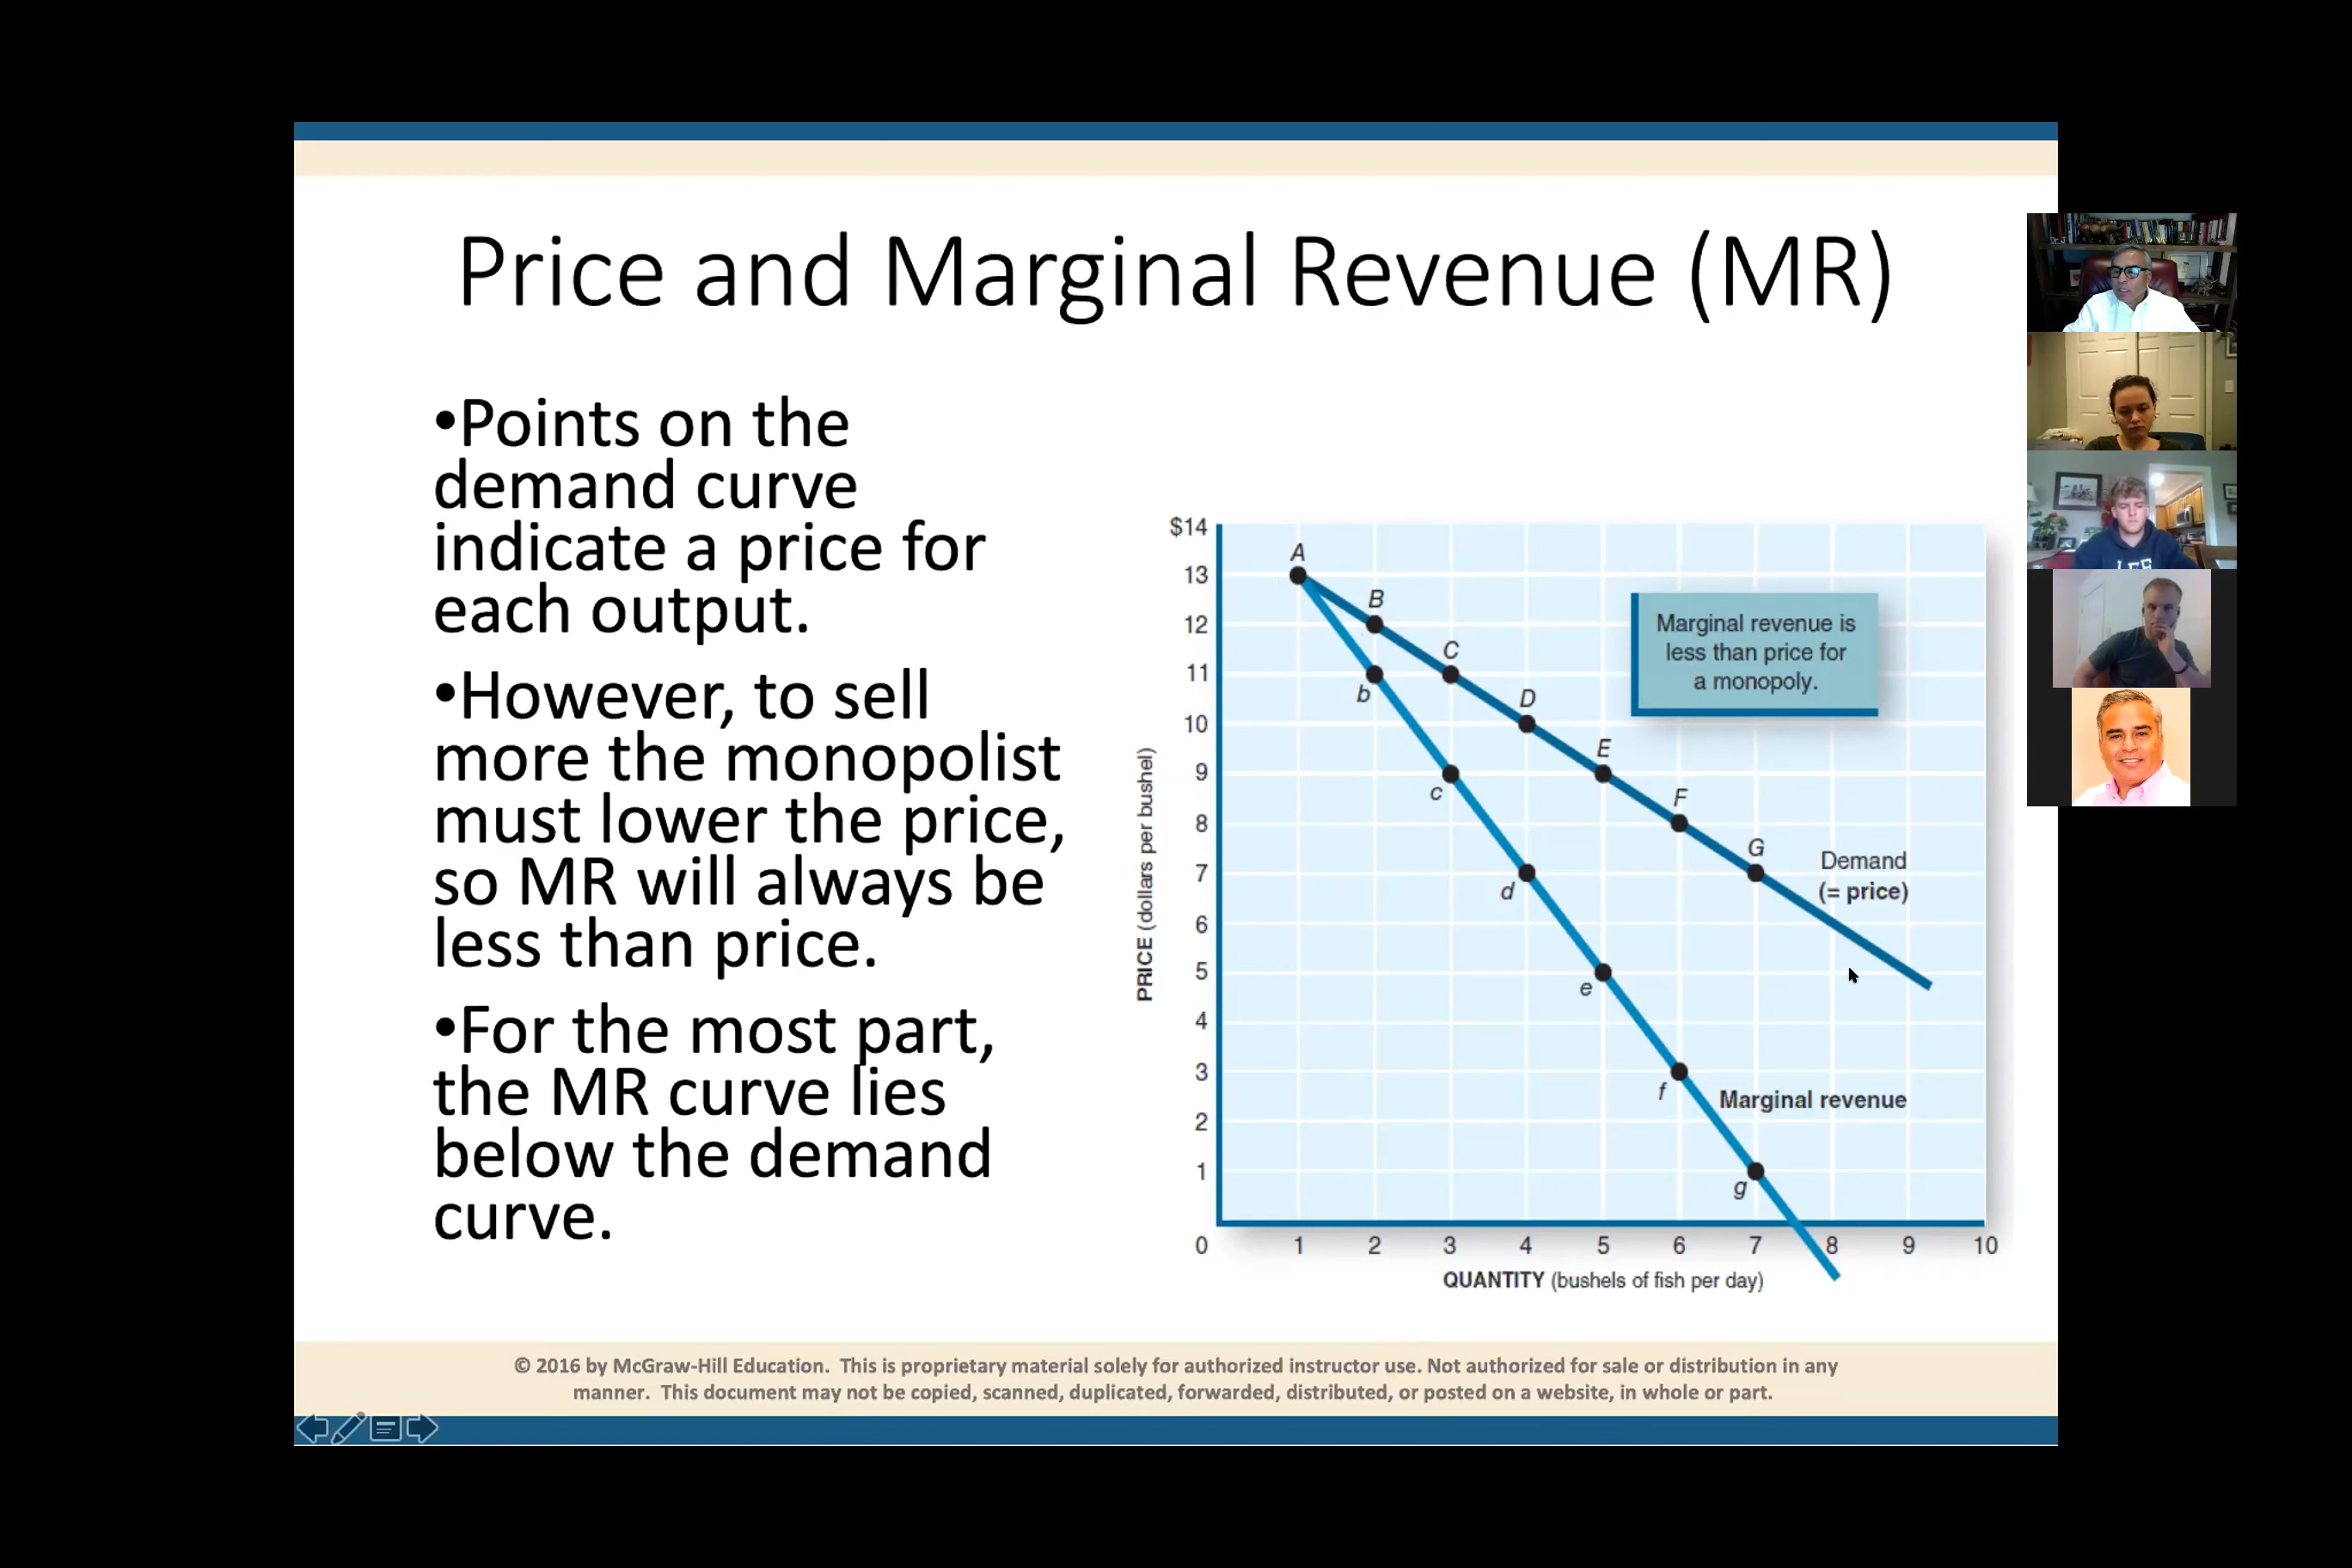 Price and Marginal Revenue (MR)
•Points on the
demand curve
indicate a price for
each output.
•However, to sell
more the monopolist
must lower the price,
so MR will always be
less than price.
•For the most part,
the MR curve lies
below the demand
curve.
$14
13
12
11
10
9
8
7
6
5
4
3
2
1
0
1
2
3
4
5
6
7
8
9
10
PRICE (dollars per bushel)
QUANTITY (bushels of fish per day)
A
B
C
D
E
F
G
b
c
d
e
f
g
Marginal revenue is
less than price for
a monopoly.
Demand
(= price)
Marginal revenue
© 2016 by McGraw-Hill Education. This is proprietary material solely for authorized instructor use. Not authorized for sale or distribution in any
manner. This document may not be copied, scanned, duplicated, forwarded, distributed, or posted on a website, in whole or part.